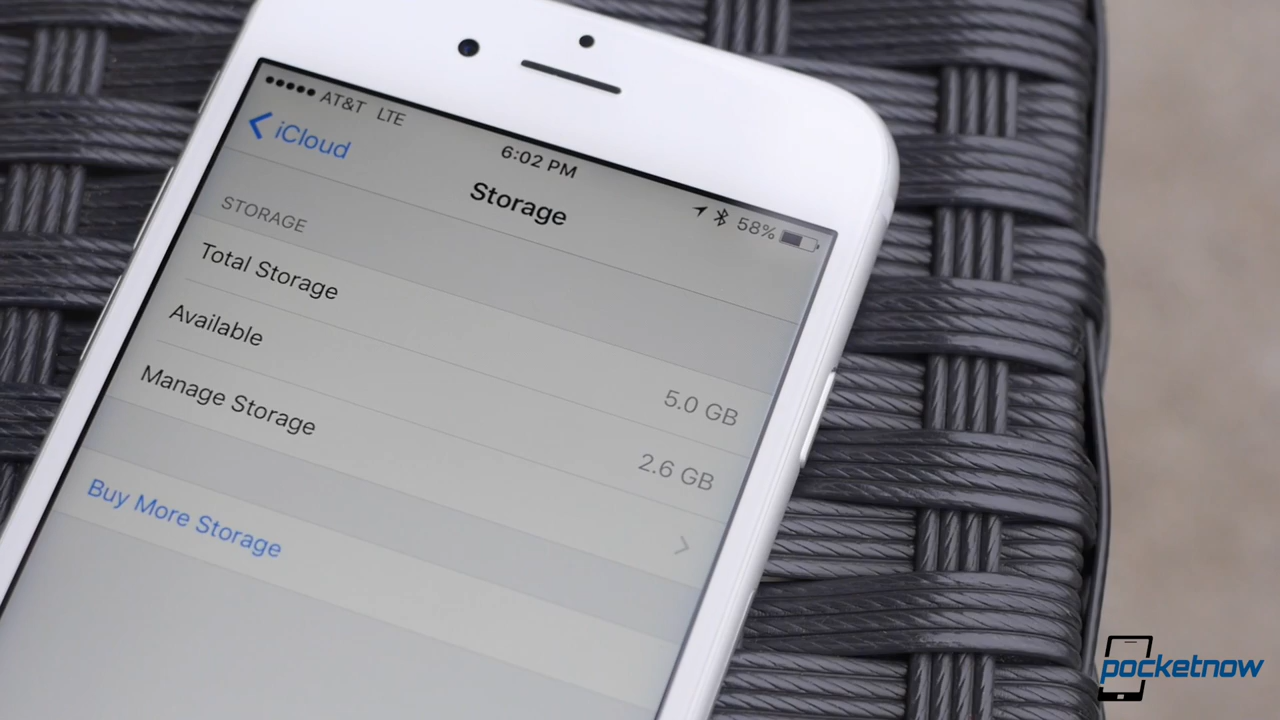 AT&T LTE
6:02 PM
58%
iCloud
Storage
STORAGE
Total Storage 5.0 GB
Available 2.6 GB
Manage Storage
Buy More Storage
pocketnow